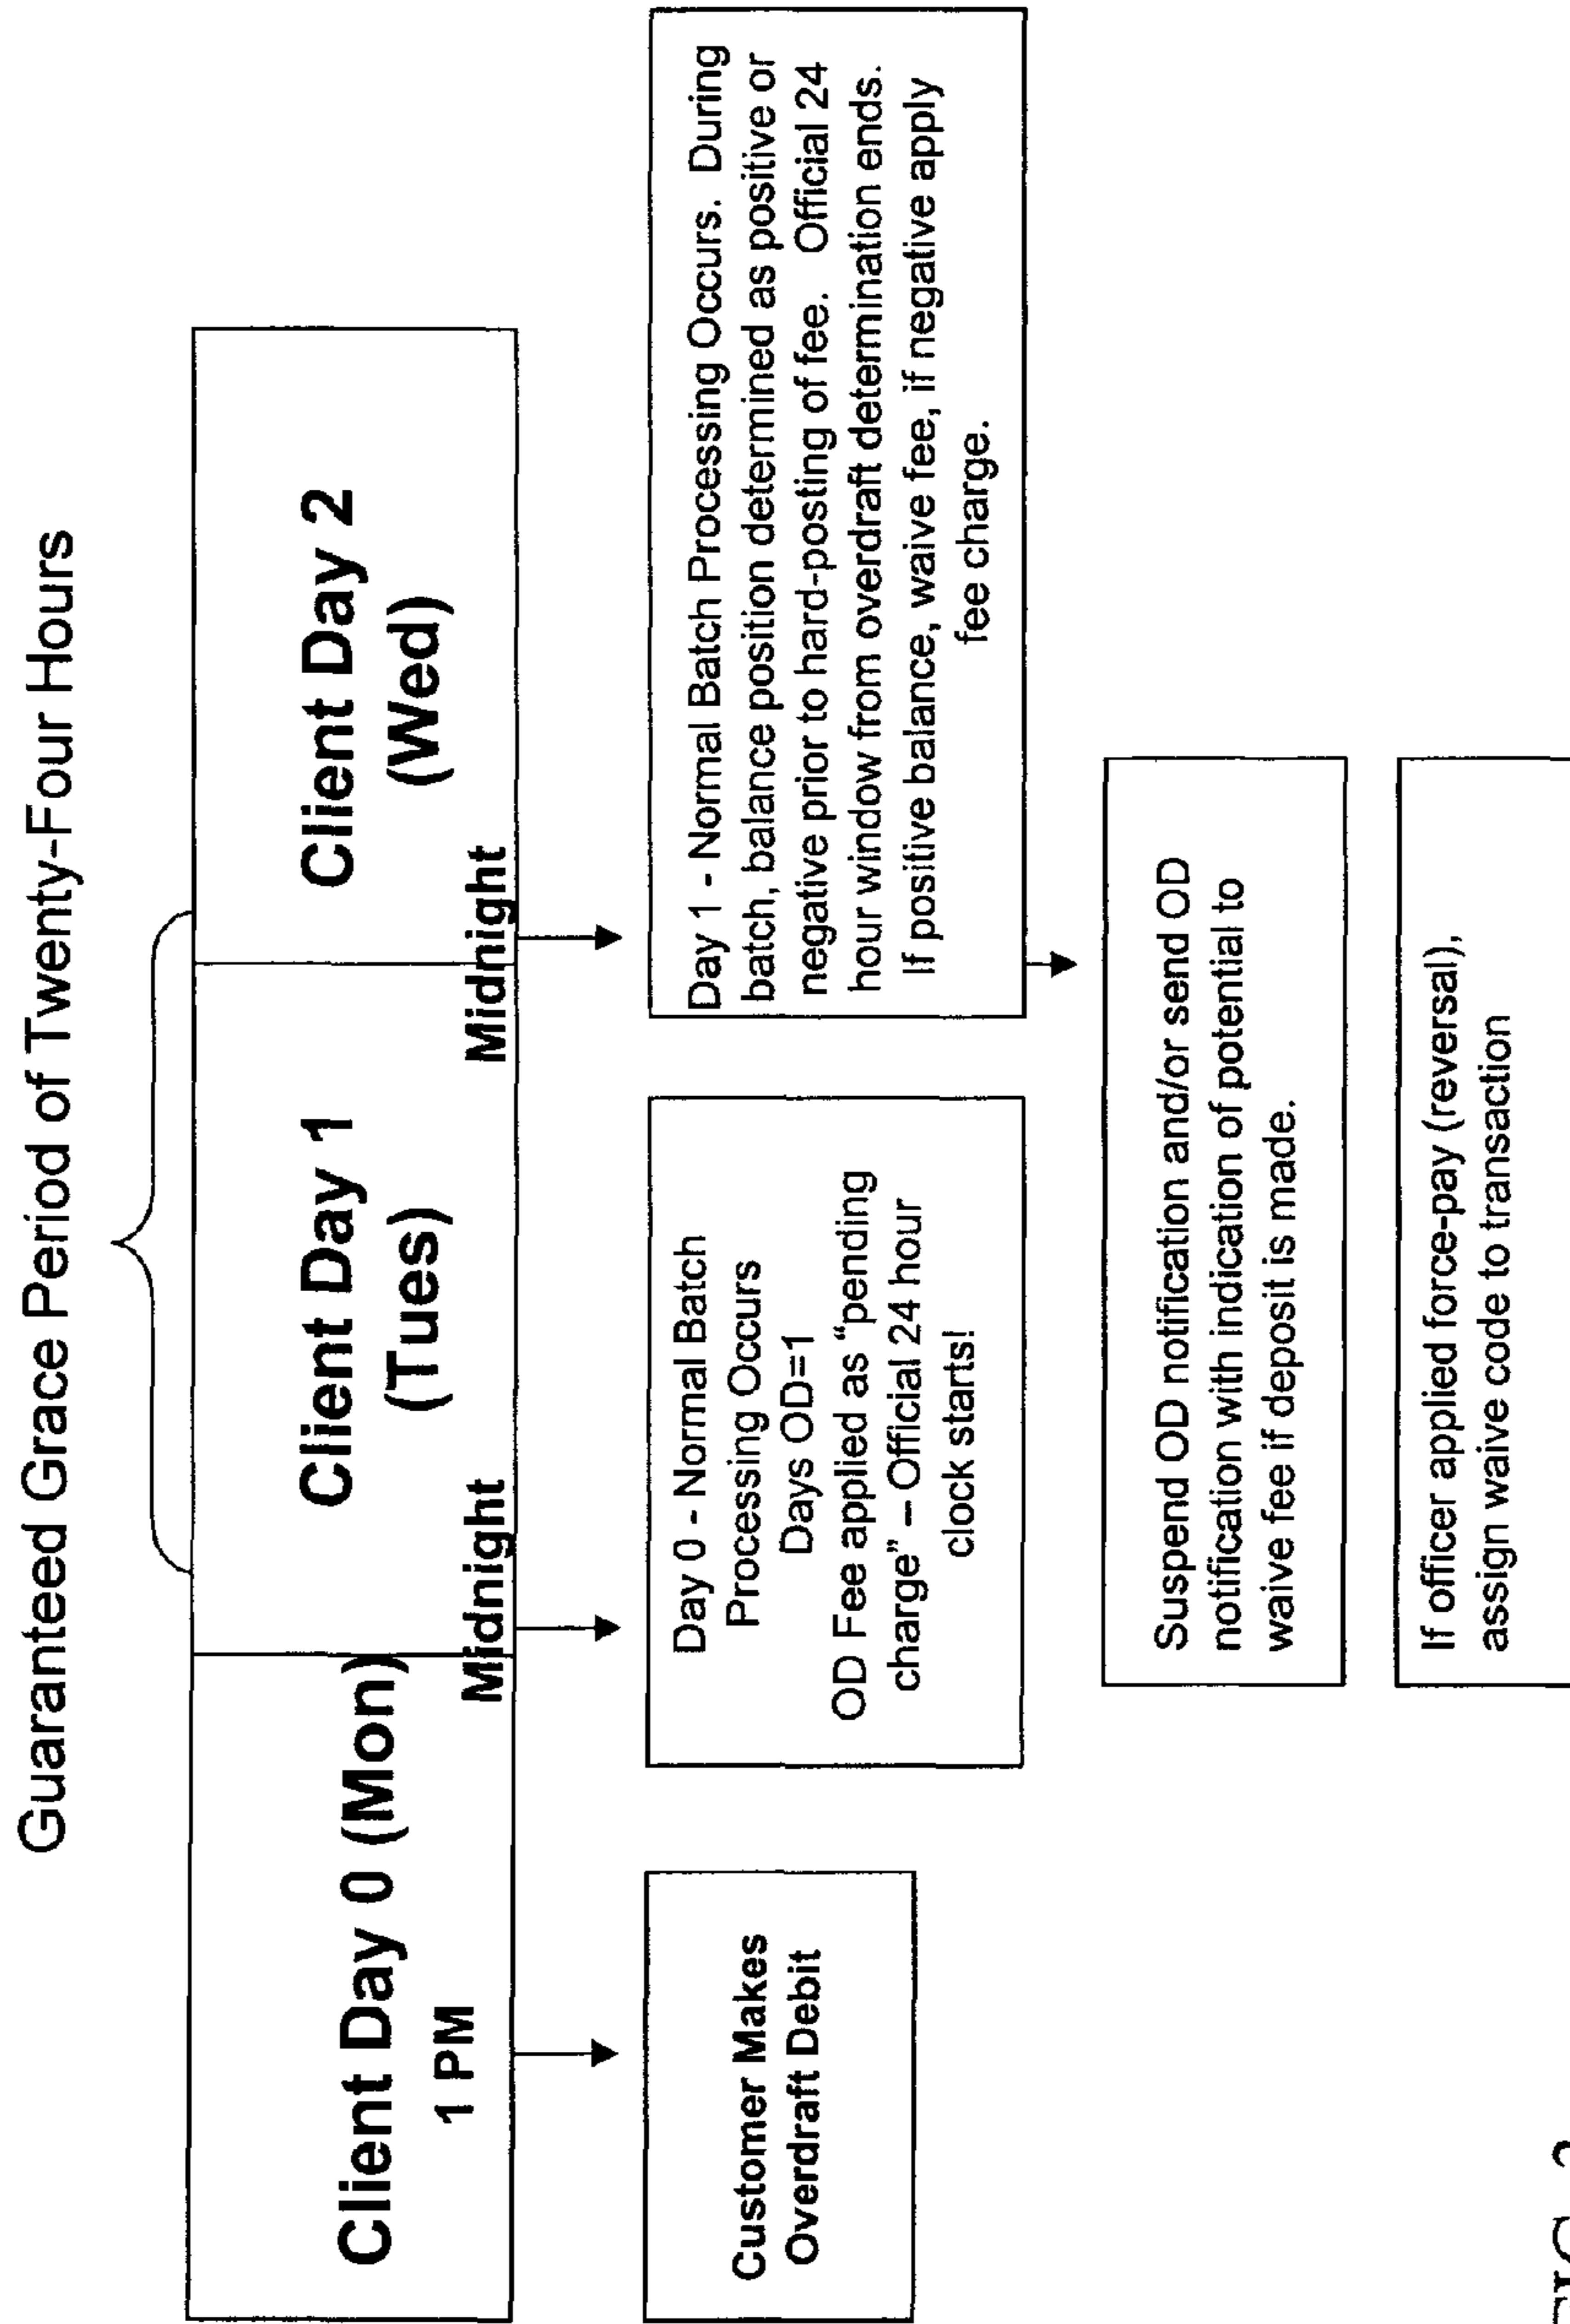 Guaranteed Grace Period of Twenty-Four Hours
Client Day 0 (Mon)
1 PM
Client Day 1
(Tues)
Client Day 2
(Wed)
Midnight
Midnight
Customer Makes
Overdraft Debit
Day 0 - Normal Batch
Processing Occurs
Days OD=1
OD Fee applied as “pending
charge” – Official 24 hour
clock starts!
Day 1 - Normal Batch Processing Occurs. During
batch, balance position determined as positive or
negative prior to hard-posting of fee. Official 24
hour window from overdraft determination ends.
If positive balance, waive fee, if negative apply
fee charge.
Suspend OD notification and/or send OD
notification with indication of potential to
waive fee if deposit is made.
If officer applied force-pay (reversal),
assign waive code to transaction